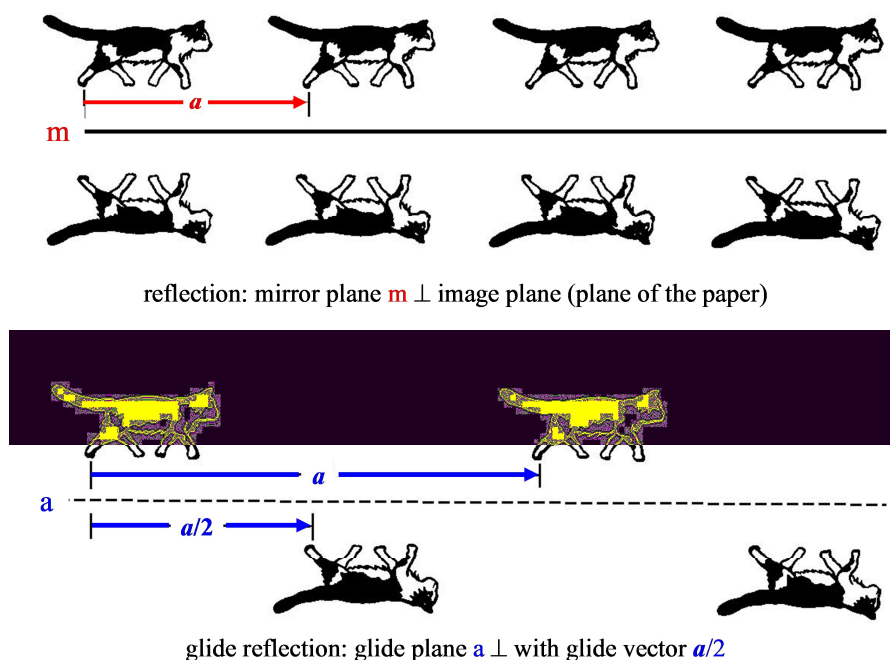 a
m
reflection: mirror plane m ⊥ image plane (plane of the paper)
a
a
a/2
glide reflection: glide plane a ⊥ with glide vector a/2